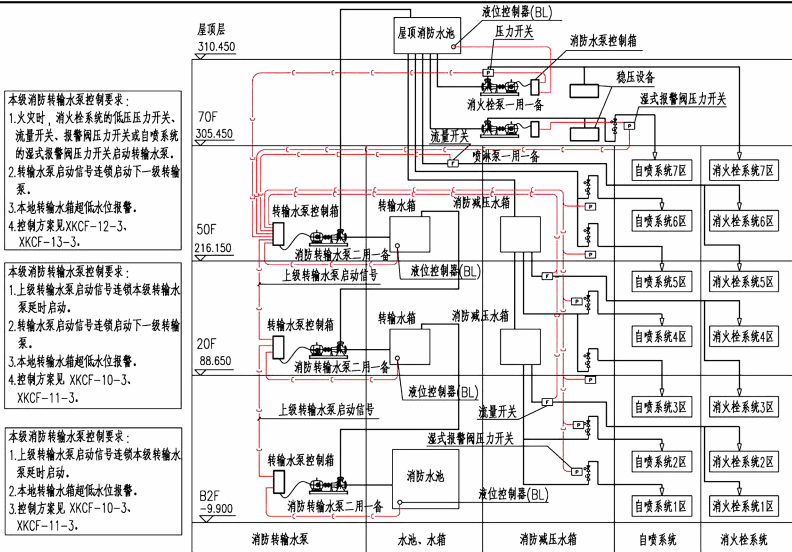 本级消防转输水泵控制要求：
1.火灾时，消火栓系统的低压压力开关、
流量开关、报警阀压力开关或自喷系统
的湿式报警阀压力开关启动转输水泵。
2.转输水泵启动信号连锁启动下一级转输
泵。
3.本地转输水箱超低水位报警。
4.控制方案见XKCF-12-3、
XKCF-13-3。
本级消防转输水泵控制要求：
1.上级转输水泵启动信号连锁本级转输水
泵延时启动。
2.转输水泵启动信号连锁启动下一级转输
泵。
3.本地转输水箱超低水位报警。
4.控制方案见 XKCF-10-3、
XKCF-11-3。
本级消防转输水泵控制要求：
1.上级转输水泵启动信号连锁本级转输水
泵延时启动。
2.本地转输水箱超低水位报警。
3.控制方案见 XKCF-10-3、
XKCF-11-3。
屋顶层
310.450
屋顶消防水池
液位控制器(BL)
压力开关
消防水泵控制箱
P
稳压设备
湿式报警阀压力开关
消火栓泵一用一备
70F
305.450
P
流量开关
喷淋泵一用一备
F
自喷系统7区
消火栓系统7区
转输水泵控制箱
转输水箱
消防减压水箱
P
自喷系统6区
消火栓系统6区
50F
216.150
消防转输水泵二用一备
液位控制器(BL)
P
上级转输水泵启动信号
F
自喷系统5区
消火栓系统5区
转输水泵控制箱
转输水箱
消防减压水箱
P
自喷系统4区
消火栓系统4区
20F
88.650
消防转输水泵二用一备
液位控制器(BL)
P
上级转输水泵启动信号
流量开关
F
自喷系统3区
消火栓系统3区
湿式报警阀压力开关
P
转输水泵控制箱
消防水池
P
自喷系统2区
消火栓系统2区
B2F
-9.900
消防转输水泵二用一备
液位控制器(BL)
自喷系统1区
消火栓系统1区
消防转输水泵
水池、水箱
消防减压水箱
自喷系统
消火栓系统